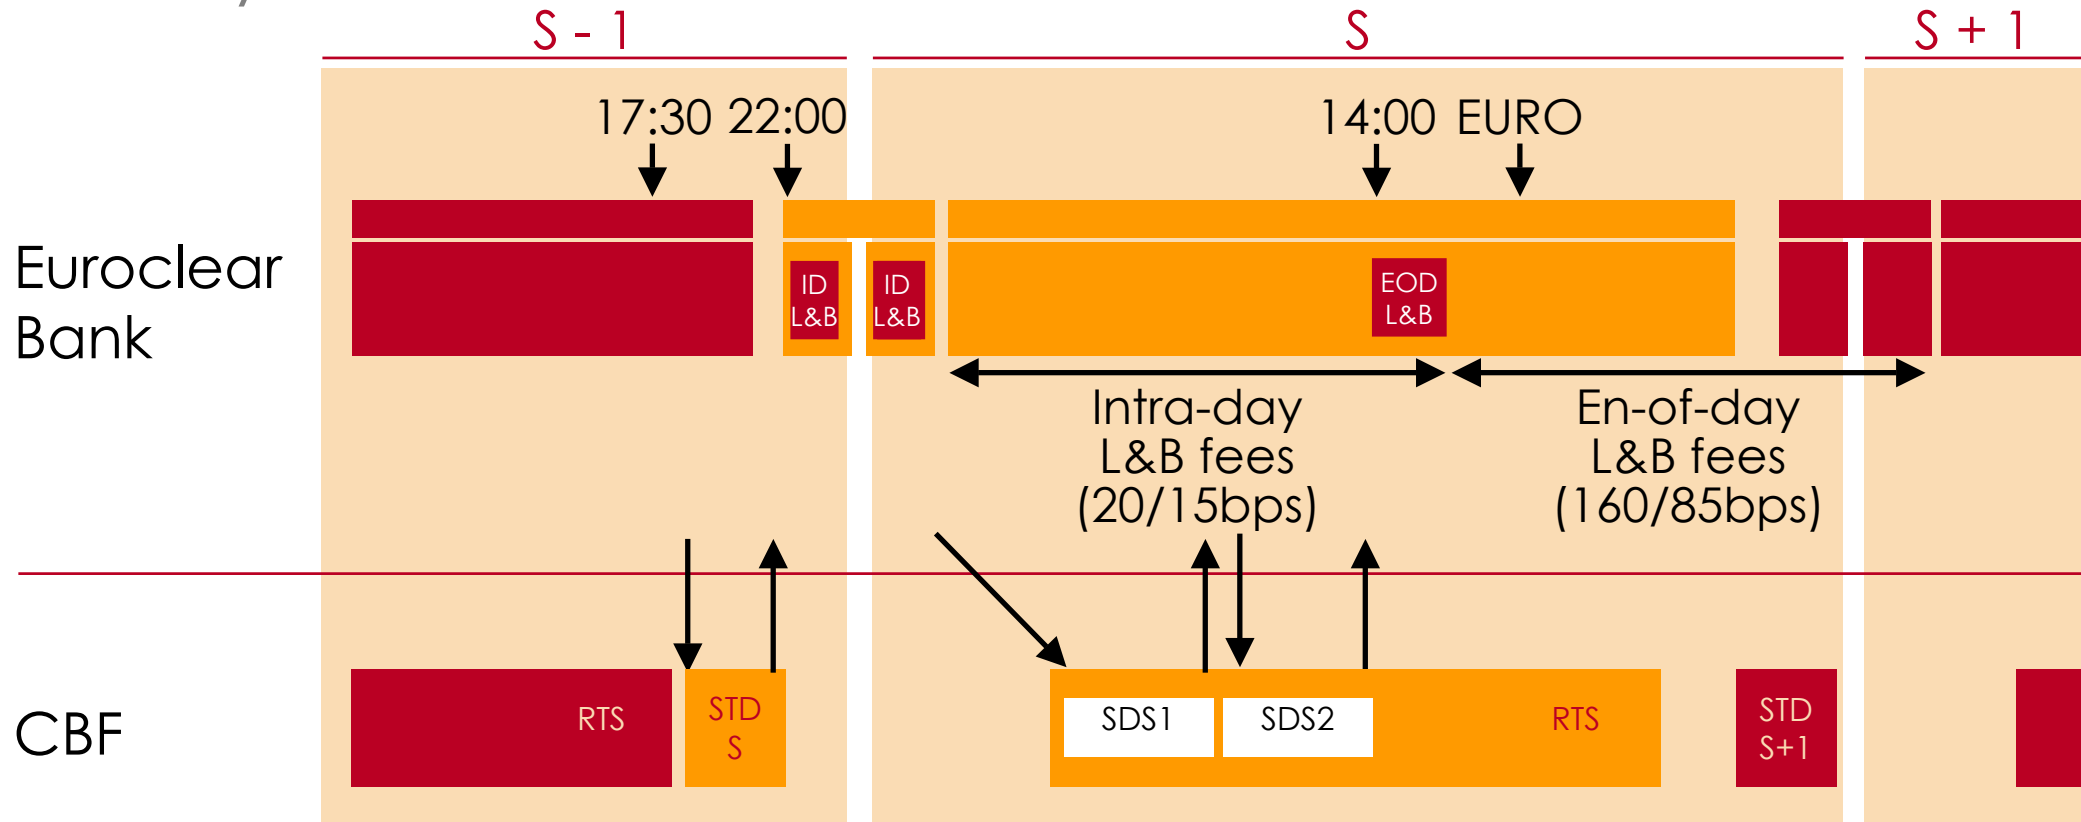 S - 1
S
S + 1
17:30 22:00
14:00 EURO
Euroclear
Bank
ID
L&B
ID
L&B
EOD
L&B
Intra-day
L&B fees
(20/15bps)
En-of-day
L&B fees
(160/85bps)
CBF
RTS
STD
S
SDS1
SDS2
RTS
STD
S+1